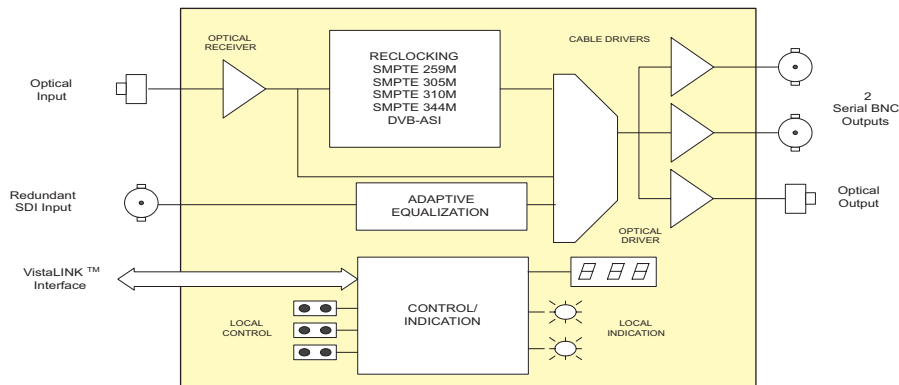 OPTICAL
RECEIVER
RECLOCKING
SMPTE 259M
SMPTE 305M
SMPTE 310M
SMPTE 344M
DVB-ASI
CABLE DRIVERS
Optical
Input
2
Serial BNC
Outputs
Redundant
SDI Input
ADAPTIVE
EQUALIZATION
Optical
Output
OPTICAL
DRIVER
VistaLINK ™
Interface
CONTROL/
INDICATION
LOCAL
CONTROL
LOCAL
INDICATION